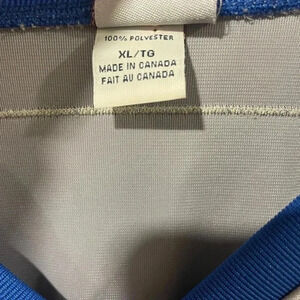 100% POLYESTER
XL/TG
MADE IN CANADA
FAIT AU CANADA